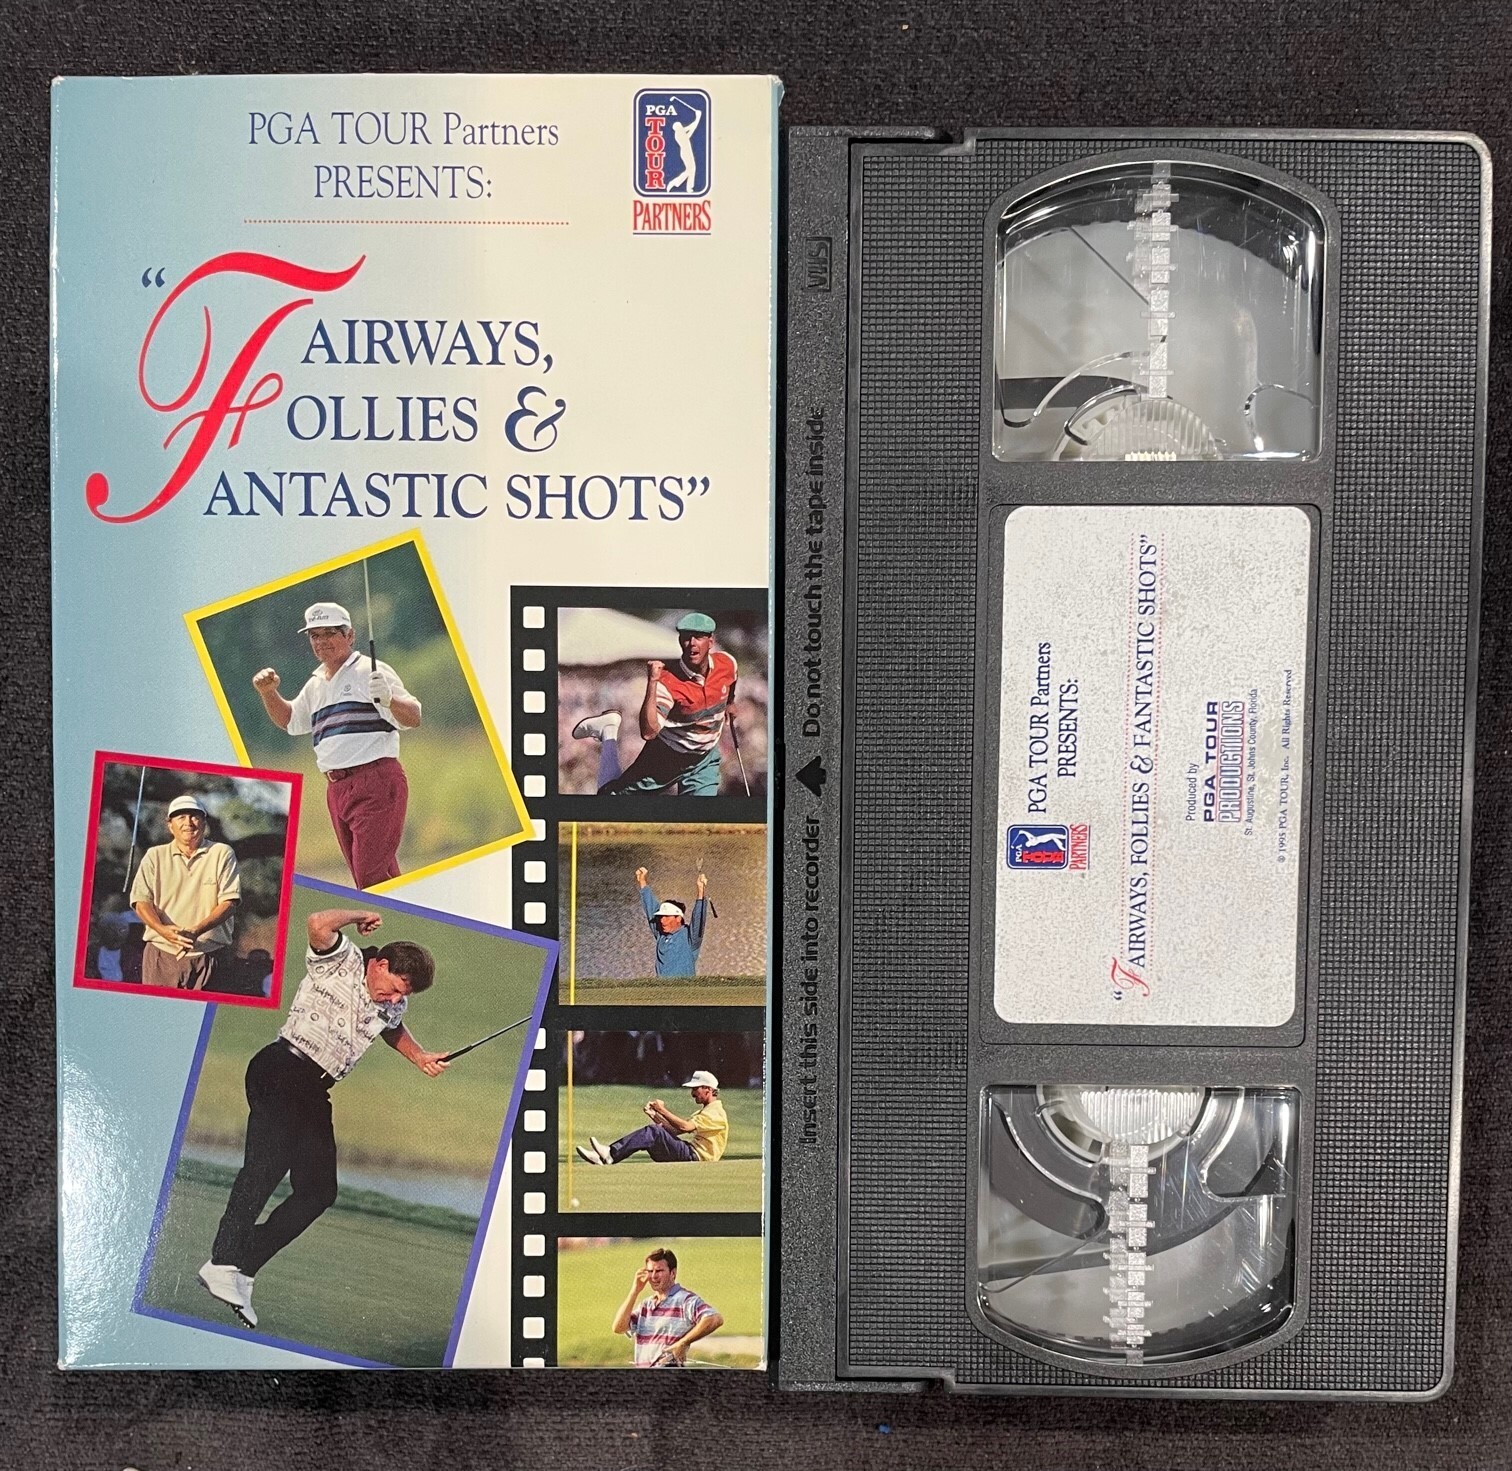 PGA TOUR Partners
PRESENTS:
PGA
TOUR
PARTNERS
"FAIRWAYS,
FOLLIES &
FANTASTIC SHOTS"
VHS
Do not touch the tape inside
Insert this side into recorder
PGA
TOUR
PARTNERS
PGA TOUR Partners
PRESENTS:
"FAIRWAYS, FOLLIES & FANTASTIC SHOTS"
Produced by
PGA TOUR
PRODUCTIONS
St. Augustine, St. Johns County, Florida
© 1995 PGA TOUR, Inc. All Rights Reserved